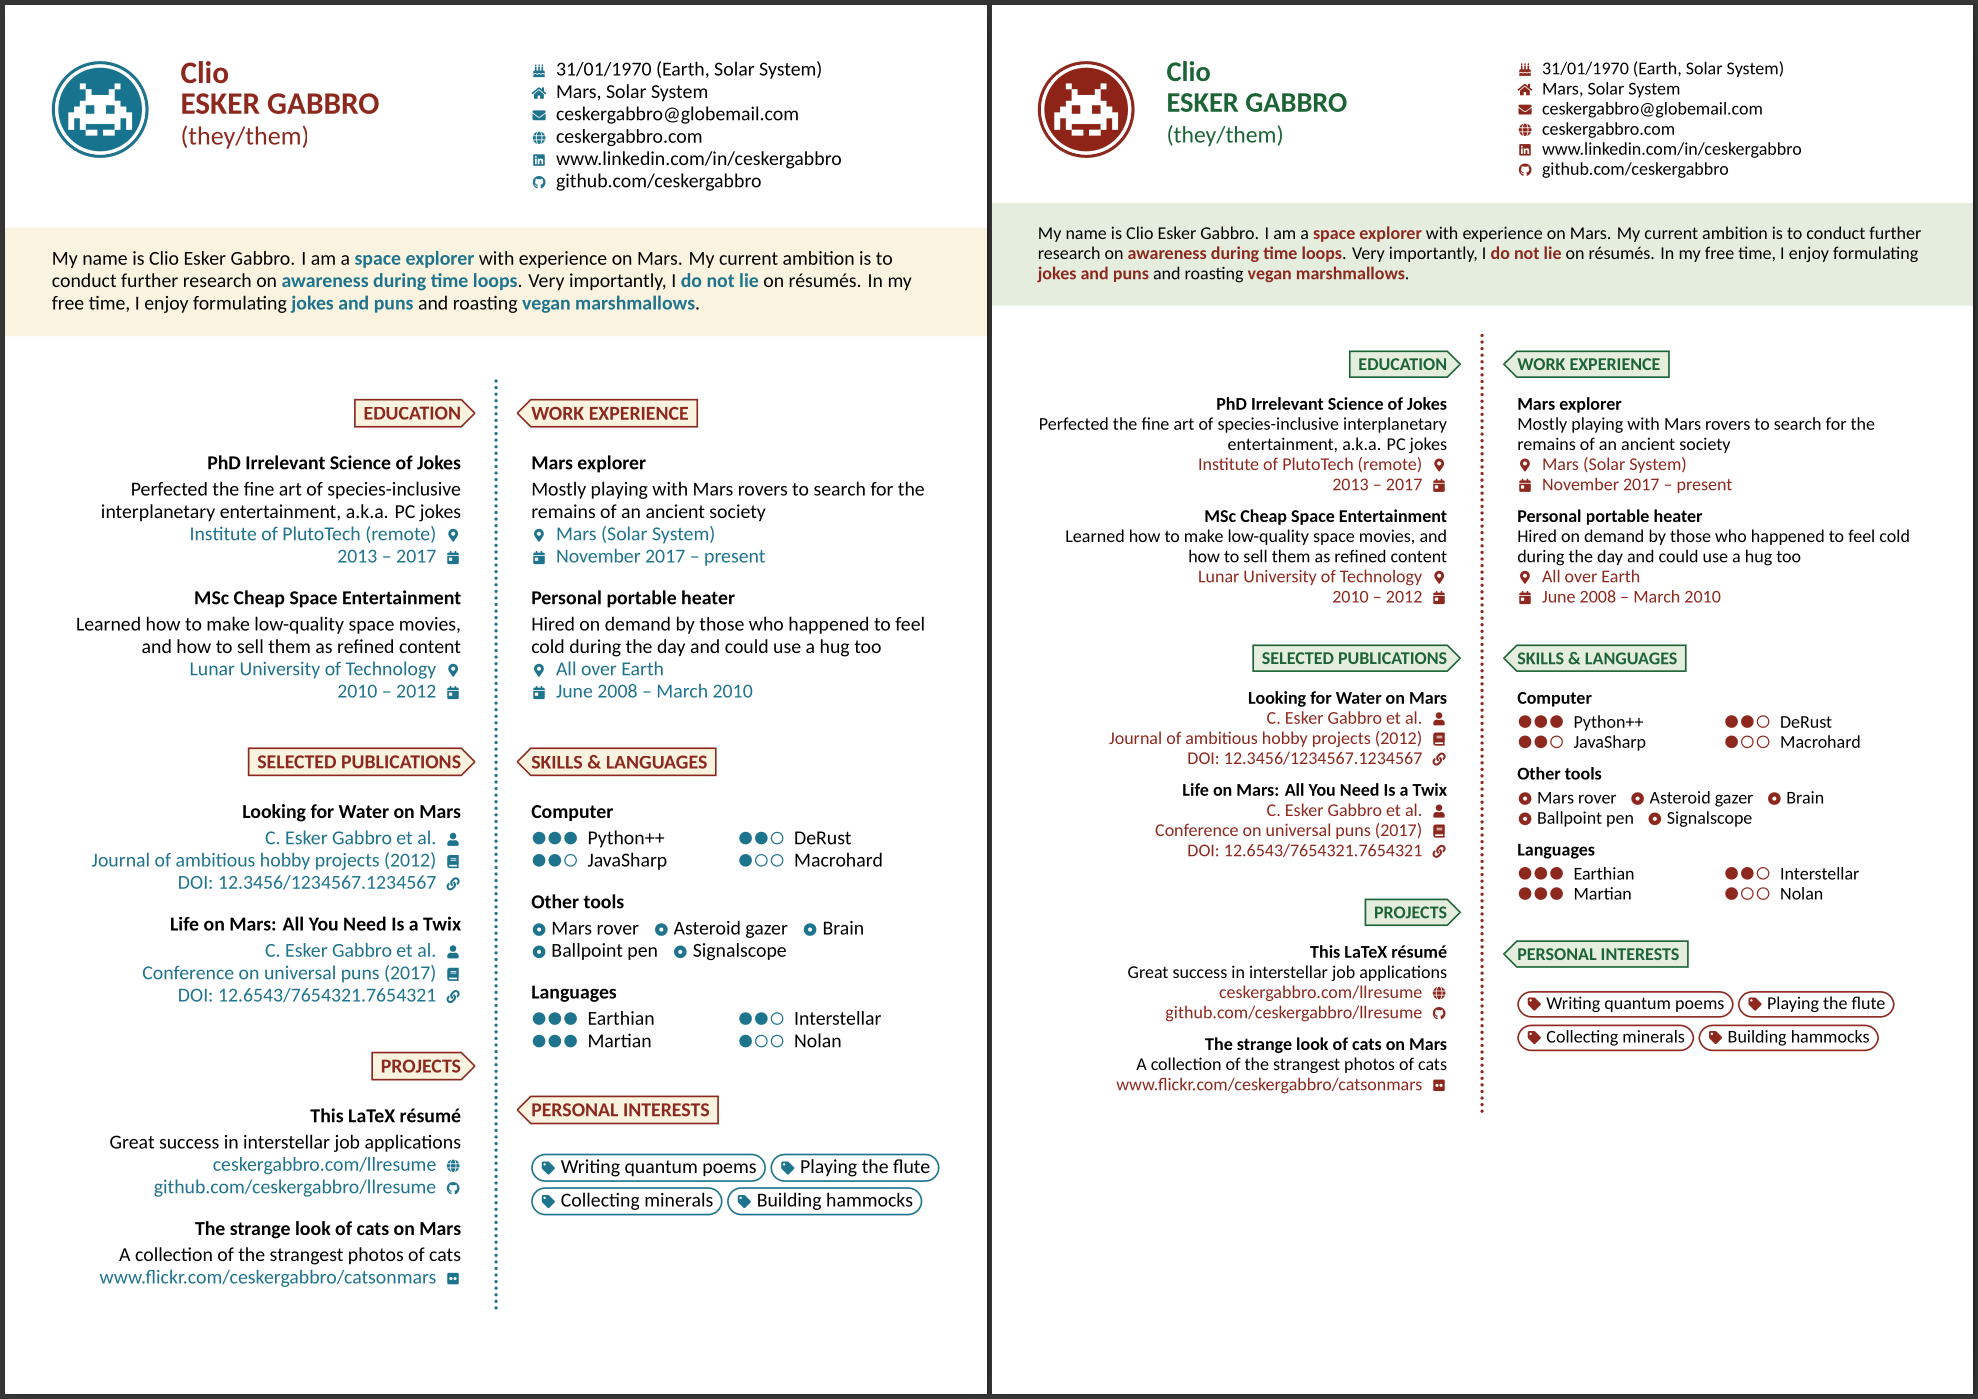 Clio
ESKER GABBRO
(they/them)
31/01/1970 (Earth, Solar System)
Mars, Solar System
ceskergabbro@globemail.com
ceskergabbro.com
www.linkedin.com/in/ceskergabbro
github.com/ceskergabbro
My name is Clio Esker Gabbro. I am a space explorer with experience on Mars. My current ambition is to
conduct further research on awareness during time loops. Very importantly, I do not lie on résumés. In my
free time, I enjoy formulating jokes and puns and roasting vegan marshmallows.
EDUCATION
PhD Irrelevant Science of Jokes
Perfected the fine art of species-inclusive
interplanetary entertainment, a.k.a. PC jokes
Institute of PlutoTech (remote)
2013 – 2017
MSc Cheap Space Entertainment
Learned how to make low-quality space movies,
and how to sell them as refined content
Lunar University of Technology
2010 – 2012
SELECTED PUBLICATIONS
Looking for Water on Mars
C. Esker Gabbro et al.
Journal of ambitious hobby projects (2012)
DOI: 12.3456/1234567.1234567
Life on Mars: All You Need Is a Twix
C. Esker Gabbro et al.
Conference on universal puns (2017)
DOI: 12.6543/7654321.7654321
PROJECTS
This LaTeX résumé
Great success in interstellar job applications
ceskergabbro.com/llresume
github.com/ceskergabbro/llresume
The strange look of cats on Mars
A collection of the strangest photos of cats
www.flickr.com/ceskergabbro/catsonmars
WORK EXPERIENCE
Mars explorer
Mostly playing with Mars rovers to search for the
remains of an ancient society
Mars (Solar System)
November 2017 – present
Personal portable heater
Hired on demand by those who happened to feel
cold during the day and could use a hug too
All over Earth
June 2008 – March 2010
SKILLS & LANGUAGES
Computer
Python++ DeRust
JavaSharp Macrohard
Other tools
Mars rover Asteroid gazer Brain
Ballpoint pen Signalscope
Languages
Earthian Interstellar
Martian Nolan
PERSONAL INTERESTS
Writing quantum poems Playing the flute
Collecting minerals Building hammocks
Clio
ESKER GABBRO
(they/them)
31/01/1970 (Earth, Solar System)
Mars, Solar System
ceskergabbro@globemail.com
ceskergabbro.com
www.linkedin.com/in/ceskergabbro
github.com/ceskergabbro
My name is Clio Esker Gabbro. I am a space explorer with experience on Mars. My current ambition is to conduct further
research on awareness during time loops. Very importantly, I do not lie on résumés. In my free time, I enjoy formulating
jokes and puns and roasting vegan marshmallows.
EDUCATION
PhD Irrelevant Science of Jokes
Perfected the fine art of species-inclusive interplanetary
entertainment, a.k.a. PC jokes
Institute of PlutoTech (remote)
2013 – 2017
MSc Cheap Space Entertainment
Learned how to make low-quality space movies, and
how to sell them as refined content
Lunar University of Technology
2010 – 2012
SELECTED PUBLICATIONS
Looking for Water on Mars
C. Esker Gabbro et al.
Journal of ambitious hobby projects (2012)
DOI: 12.3456/1234567.1234567
Life on Mars: All You Need Is a Twix
C. Esker Gabbro et al.
Conference on universal puns (2017)
DOI: 12.6543/7654321.7654321
PROJECTS
This LaTeX résumé
Great success in interstellar job applications
ceskergabbro.com/llresume
github.com/ceskergabbro/llresume
The strange look of cats on Mars
A collection of the strangest photos of cats
www.flickr.com/ceskergabbro/catsonmars
WORK EXPERIENCE
Mars explorer
Mostly playing with Mars rovers to search for the
remains of an ancient society
Mars (Solar System)
November 2017 – present
Personal portable heater
Hired on demand by those who happened to feel cold
during the day and could use a hug too
All over Earth
June 2008 – March 2010
SKILLS & LANGUAGES
Computer
Python++ DeRust
JavaSharp Macrohard
Other tools
Mars rover Asteroid gazer Brain
Ballpoint pen Signalscope
Languages
Earthian Interstellar
Martian Nolan
PERSONAL INTERESTS
Writing quantum poems Playing the flute
Collecting minerals Building hammocks